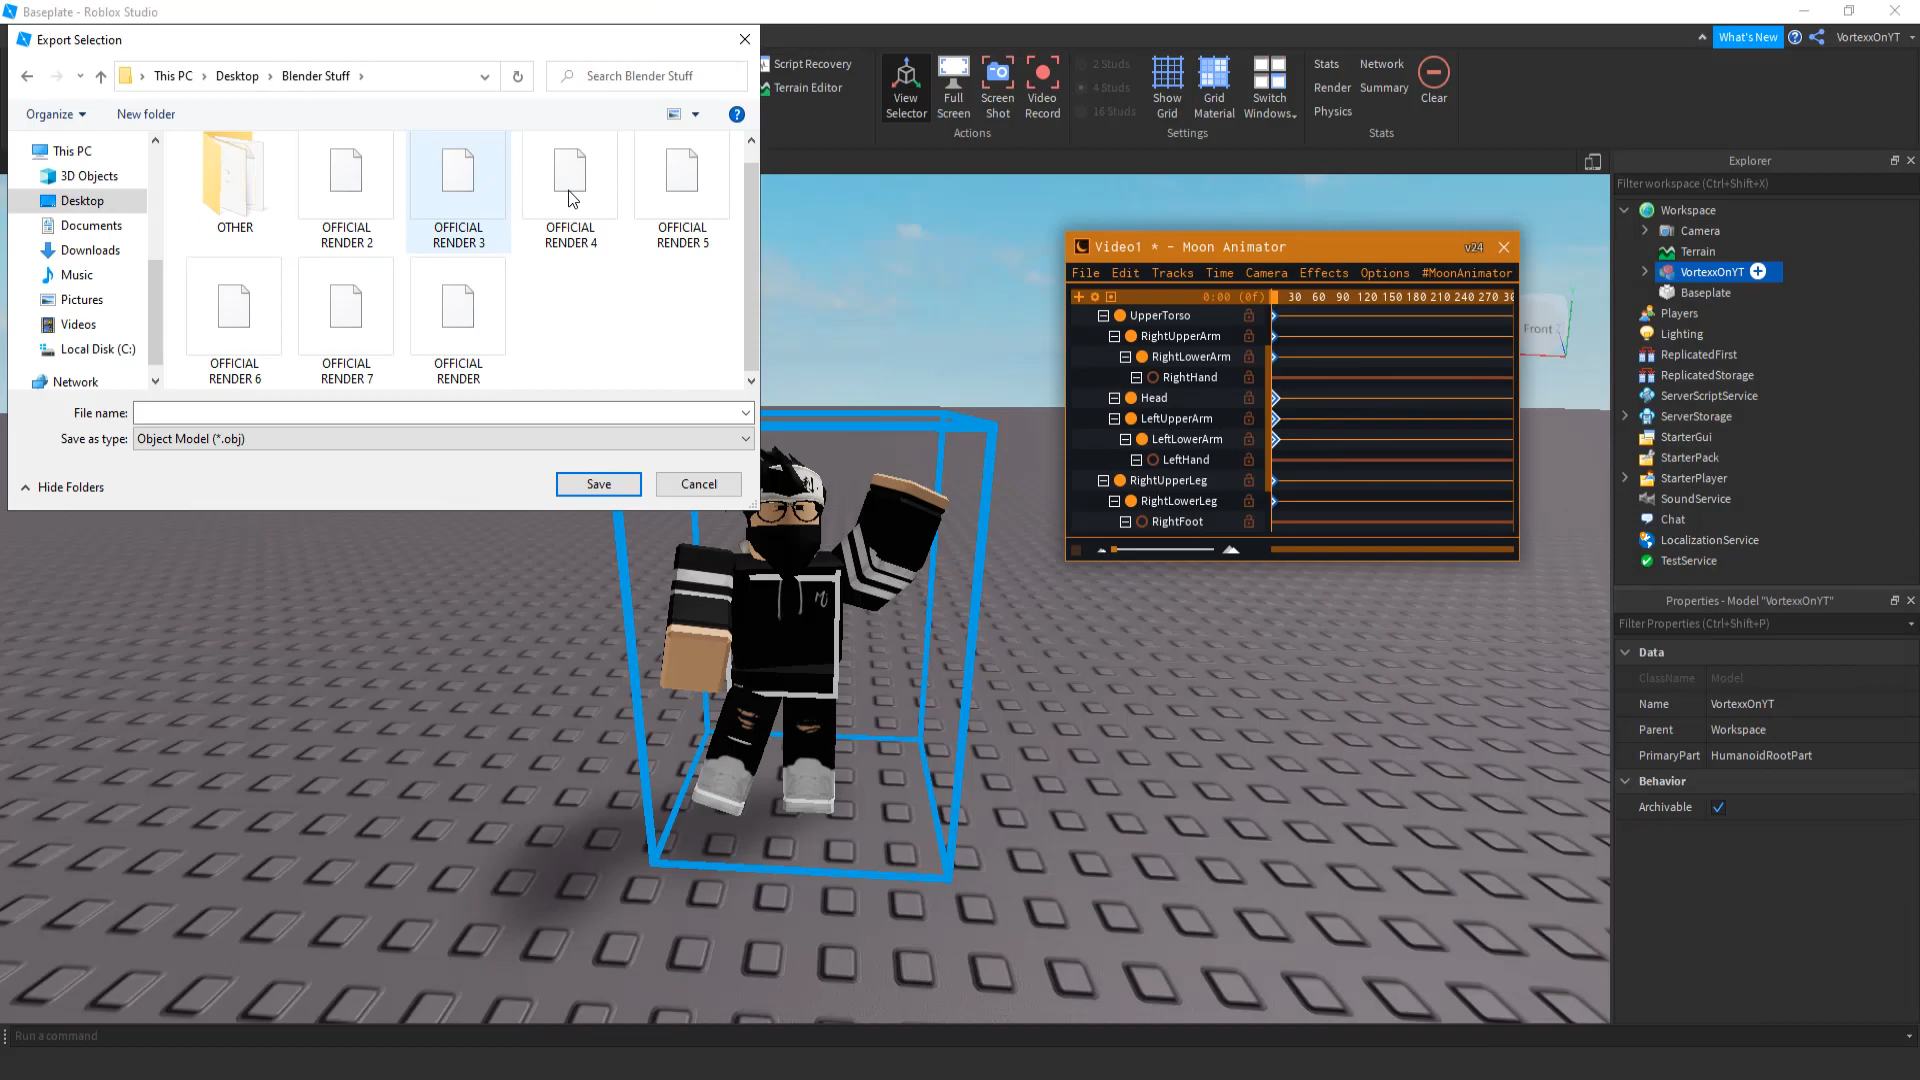 Baseplate - Roblox Studio
Export Selection
This PC
Desktop
Blender Stuff
Search Blender Stuff
Organize
New folder
This PC
3D Objects
Desktop
Documents
Downloads
Music
Pictures
Videos
Local Disk (C:)
Network
OTHER
OFFICIAL RENDER 2
OFFICIAL RENDER 3
OFFICIAL RENDER 4
OFFICIAL RENDER 5
OFFICIAL RENDER 6
OFFICIAL RENDER 7
OFFICIAL RENDER
File name:
Save as type: Object Model (*.obj)
Hide Folders
Save
Cancel
What's New
VortexxOnYT
Script Recovery
Terrain Editor
View Selector
Full Screen
Screen Shot
Video Record
Actions
2 Studs
4 Studs
16 Studs
Show Grid
Grid Material
Switch Windows
Settings
Stats
Network
Render
Summary
Physics
Clear
Stats
Video1 * - Moon Animator
v24
File Edit Tracks Time Camera Effects Options #MoonAnimator
0:00 (0f) 30 60 90 120 150 180 210 240 270 30
UpperTorso
RightUpperArm
RightLowerArm
RightHand
Head
LeftUpperArm
LeftLowerArm
LeftHand
RightUpperLeg
RightLowerLeg
RightFoot
Front
Explorer
Filter workspace (Ctrl+Shift+X)
Workspace
Camera
Terrain
VortexxOnYT
Baseplate
Players
Lighting
ReplicatedFirst
ReplicatedStorage
ServerScriptService
ServerStorage
StarterGui
StarterPack
StarterPlayer
SoundService
Chat
LocalizationService
TestService
Properties - Model "VortexxOnYT"
Filter Properties (Ctrl+Shift+P)
Data
ClassName Model
Name VortexxOnYT
Parent Workspace
PrimaryPart HumanoidRootPart
Behavior
Archivable
Run a command